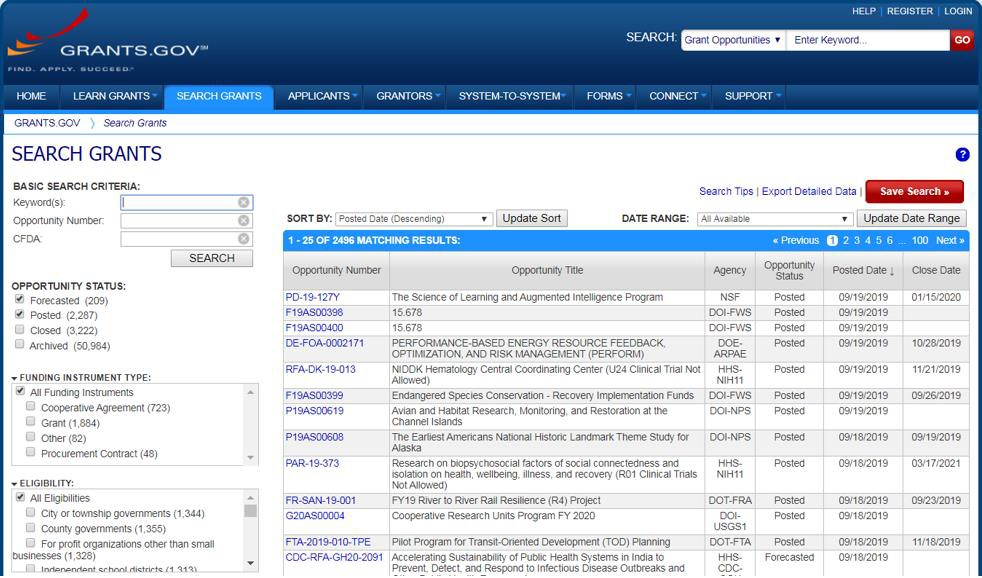 HELP | REGISTER | LOGIN
GRANTS.GOV℠
FIND. APPLY. SUCCEED.℠
SEARCH: Grant Opportunities Enter Keyword... GO
HOME LEARN GRANTS SEARCH GRANTS APPLICANTS GRANTORS SYSTEM-TO-SYSTEM FORMS CONNECT SUPPORT
GRANTS.GOV Search Grants
SEARCH GRANTS
?
BASIC SEARCH CRITERIA:
Keyword(s):
Opportunity Number:
CFDA:
SEARCH
OPPORTUNITY STATUS:
Forecasted (209)
Posted (2,287)
Closed (3,222)
Archived (50,984)
FUNDING INSTRUMENT TYPE:
All Funding Instruments
Cooperative Agreement (723)
Grant (1,884)
Other (82)
Procurement Contract (48)
ELIGIBILITY:
All Eligibilities
City or township governments (1,344)
County governments (1,355)
For profit organizations other than small
businesses (1,328)
Independent school districts (1,313)
Search Tips | Export Detailed Data | Save Search »
SORT BY: Posted Date (Descending) Update Sort DATE RANGE: All Available Update Date Range
1 - 25 OF 2496 MATCHING RESULTS: « Previous 1 2 3 4 5 6 ... 100 Next »
Opportunity Number Opportunity Title Agency Opportunity Status Posted Date ↓ Close Date
PD-19-127Y The Science of Learning and Augmented Intelligence Program NSF Posted 09/19/2019 01/15/2020
F19AS00398 15.678 DOI-FWS Posted 09/19/2019
F19AS00400 15.678 DOI-FWS Posted 09/19/2019
DE-FOA-0002171 PERFORMANCE-BASED ENERGY RESOURCE FEEDBACK, DOE- Posted 09/19/2019 10/28/2019
OPTIMIZATION, AND RISK MANAGEMENT (PERFORM) ARPAE
RFA-DK-19-013 NIDDK Hematology Central Coordinating Center (U24 Clinical Trial Not HHS- Posted 09/19/2019 11/21/2019
Allowed) NIH11
F19AS00399 Endangered Species Conservation - Recovery Implementation Funds DOI-FWS Posted 09/19/2019 09/26/2019
P19AS00619 Avian and Habitat Research, Monitoring, and Restoration at the DOI-NPS Posted 09/19/2019
Channel Islands
P19AS00608 The Earliest Americans National Historic Landmark Theme Study for DOI-NPS Posted 09/18/2019 09/19/2019
Alaska
PAR-19-373 Research on biopsychosocial factors of social connectedness and HHS- Posted 09/18/2019 03/17/2021
isolation on health, wellbeing, illness, and recovery (R01 Clinical Trials NIH11
Not Allowed)
FR-SAN-19-001 FY19 River to River Rail Resilience (R4) Project DOT-FRA Posted 09/18/2019 09/23/2019
G20AS00004 Cooperative Research Units Program FY 2020 DOI- Posted 09/18/2019
USGS1
FTA-2019-010-TPE Pilot Program for Transit-Oriented Development (TOD) Planning DOT-FTA Posted 09/18/2019 11/18/2019
CDC-RFA-GH20-2091 Accelerating Sustainability of Public Health Systems in India to HHS- Forecasted 09/18/2019
Prevent, Detect, and Respond to Infectious Disease Outbreaks and CDC-